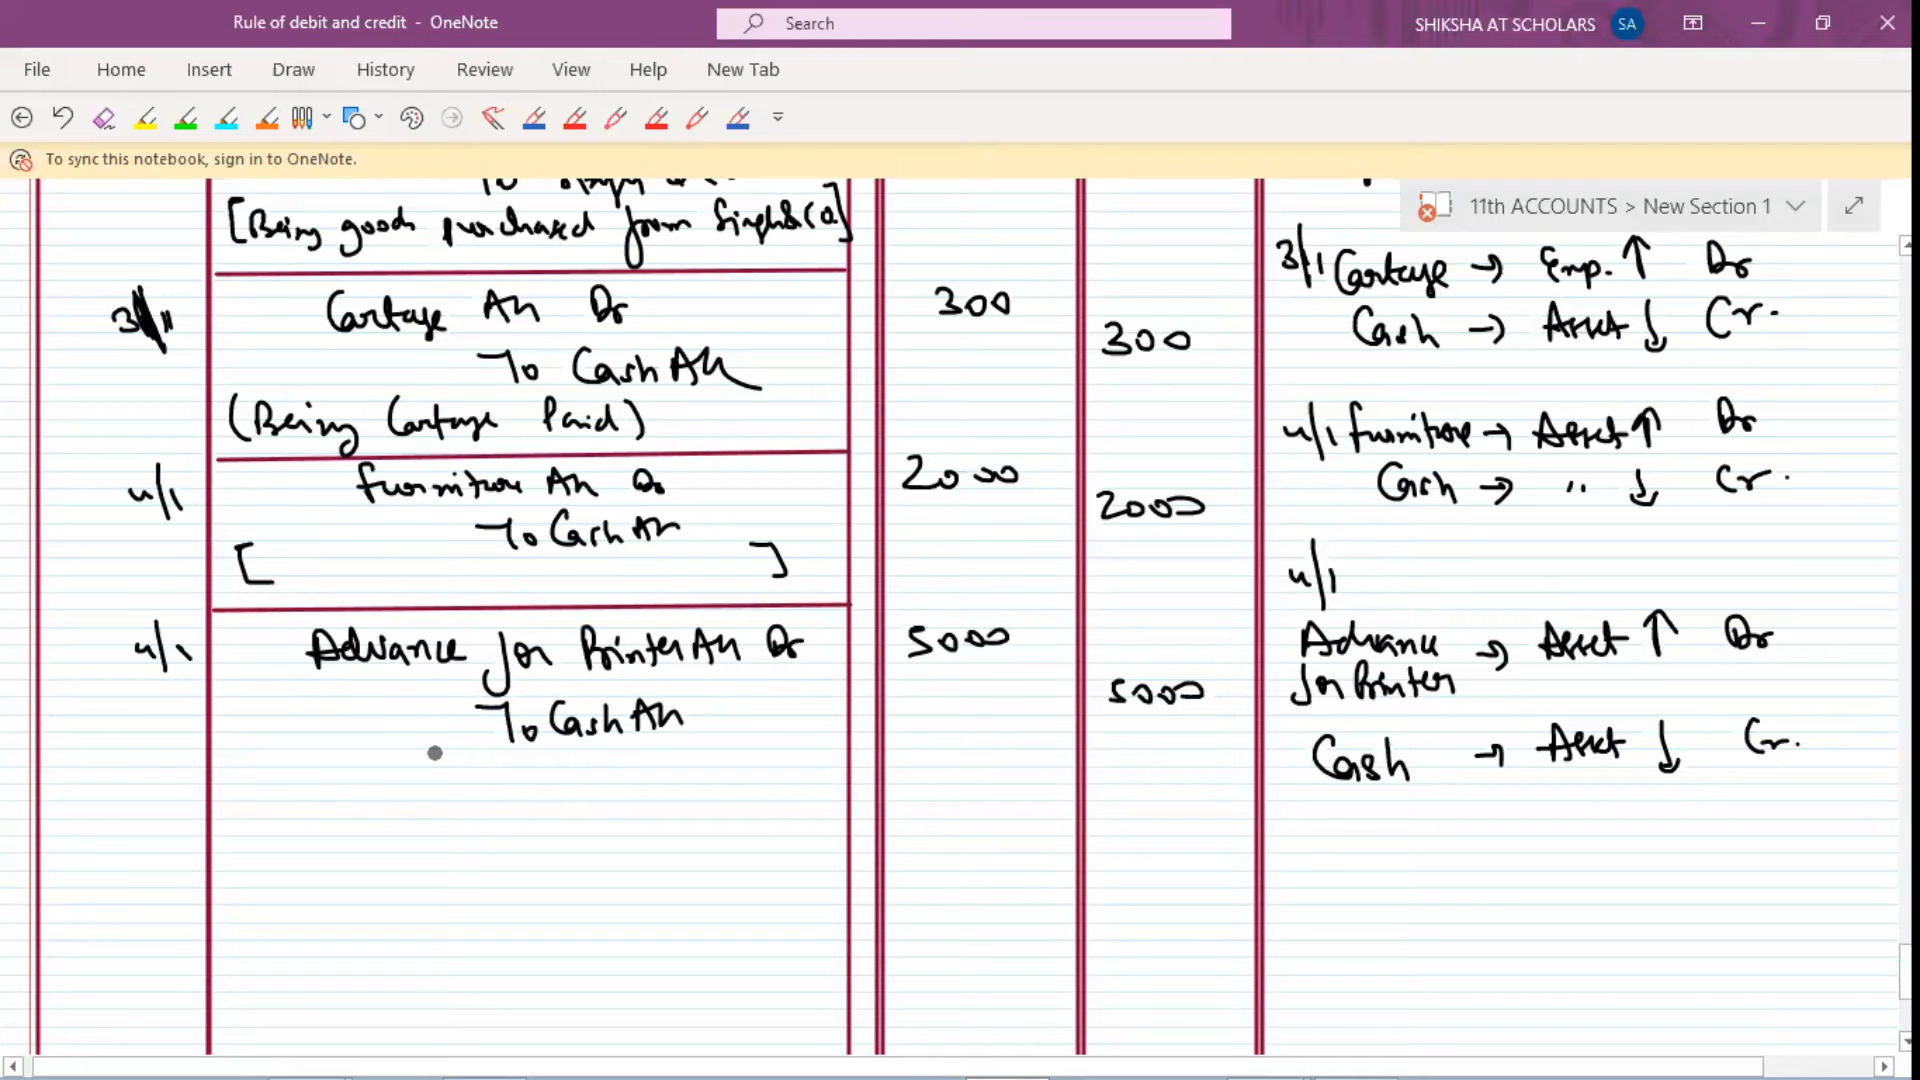 Rule of debit and credit - OneNote
Search
SHIKSHA AT SCHOLARS SA
File Home Insert Draw History Review View Help New Tab
To sync this notebook, sign in to OneNote.
11th ACCOUNTS > New Section 1
[Being goods purchased from Singh & Co.]
3/1 Cartage A/c Dr 300
To Cash A/c 300
(Being Cartage Paid)
4/1 furniture A/c Dr 2000
To Cash A/c 2000
[ ]
4/1 Advance for Printer A/c Dr 5000
To Cash A/c 5000
3/1 Cartage → Exp. ↑ Dr
Cash → Asset ↓ Cr.
4/1 furniture → Asset ↑ Dr
Cash → " ↓ Cr.
4/1
Advance → Asset ↑ Dr
for Printer
Cash → Asset ↓ Cr.